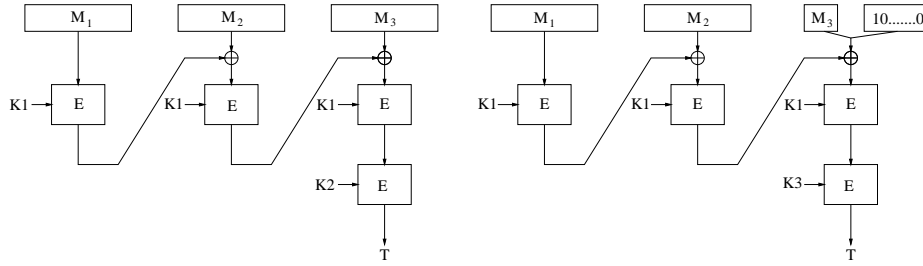 M1 M2 M3 M1 M2 M3 10.......0
K1 E K1 E K1 E K1 E K1 E K1 E
K2 E K3 E
T T